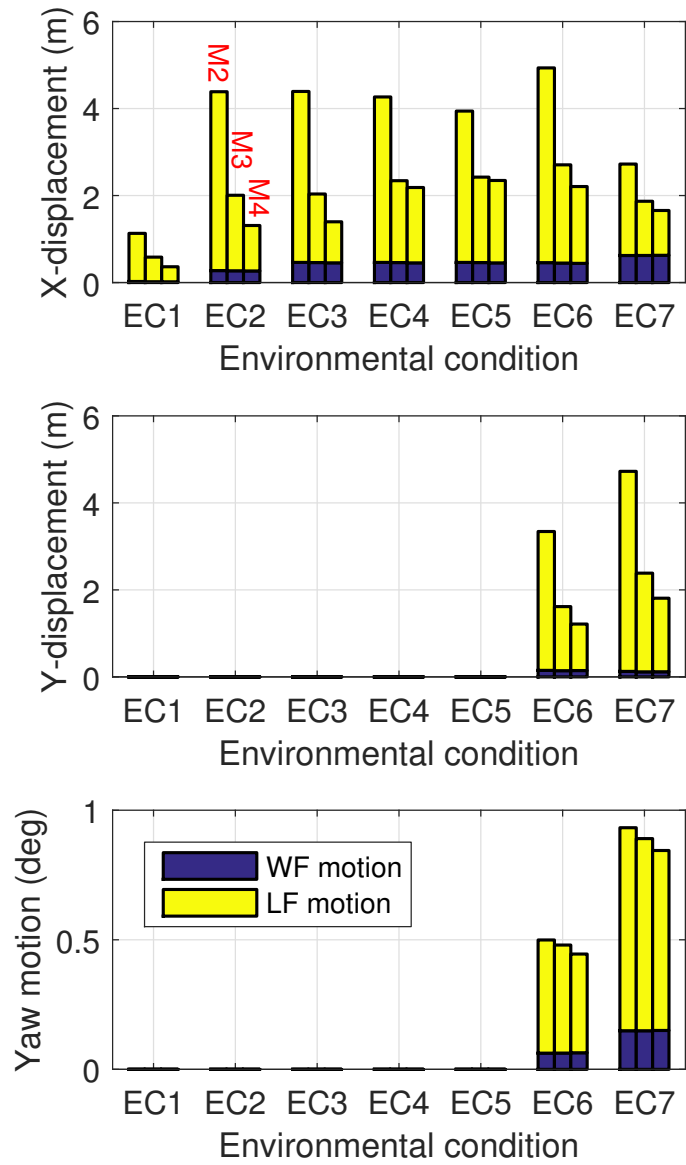 X-displacement (m)
6
4
2
0
M2
M3
M4
EC1 EC2 EC3 EC4 EC5 EC6 EC7
Environmental condition
Y-displacement (m)
6
4
2
0
EC1 EC2 EC3 EC4 EC5 EC6 EC7
Environmental condition
Yaw motion (deg)
1
0.5
0
WF motion
LF motion
EC1 EC2 EC3 EC4 EC5 EC6 EC7
Environmental condition